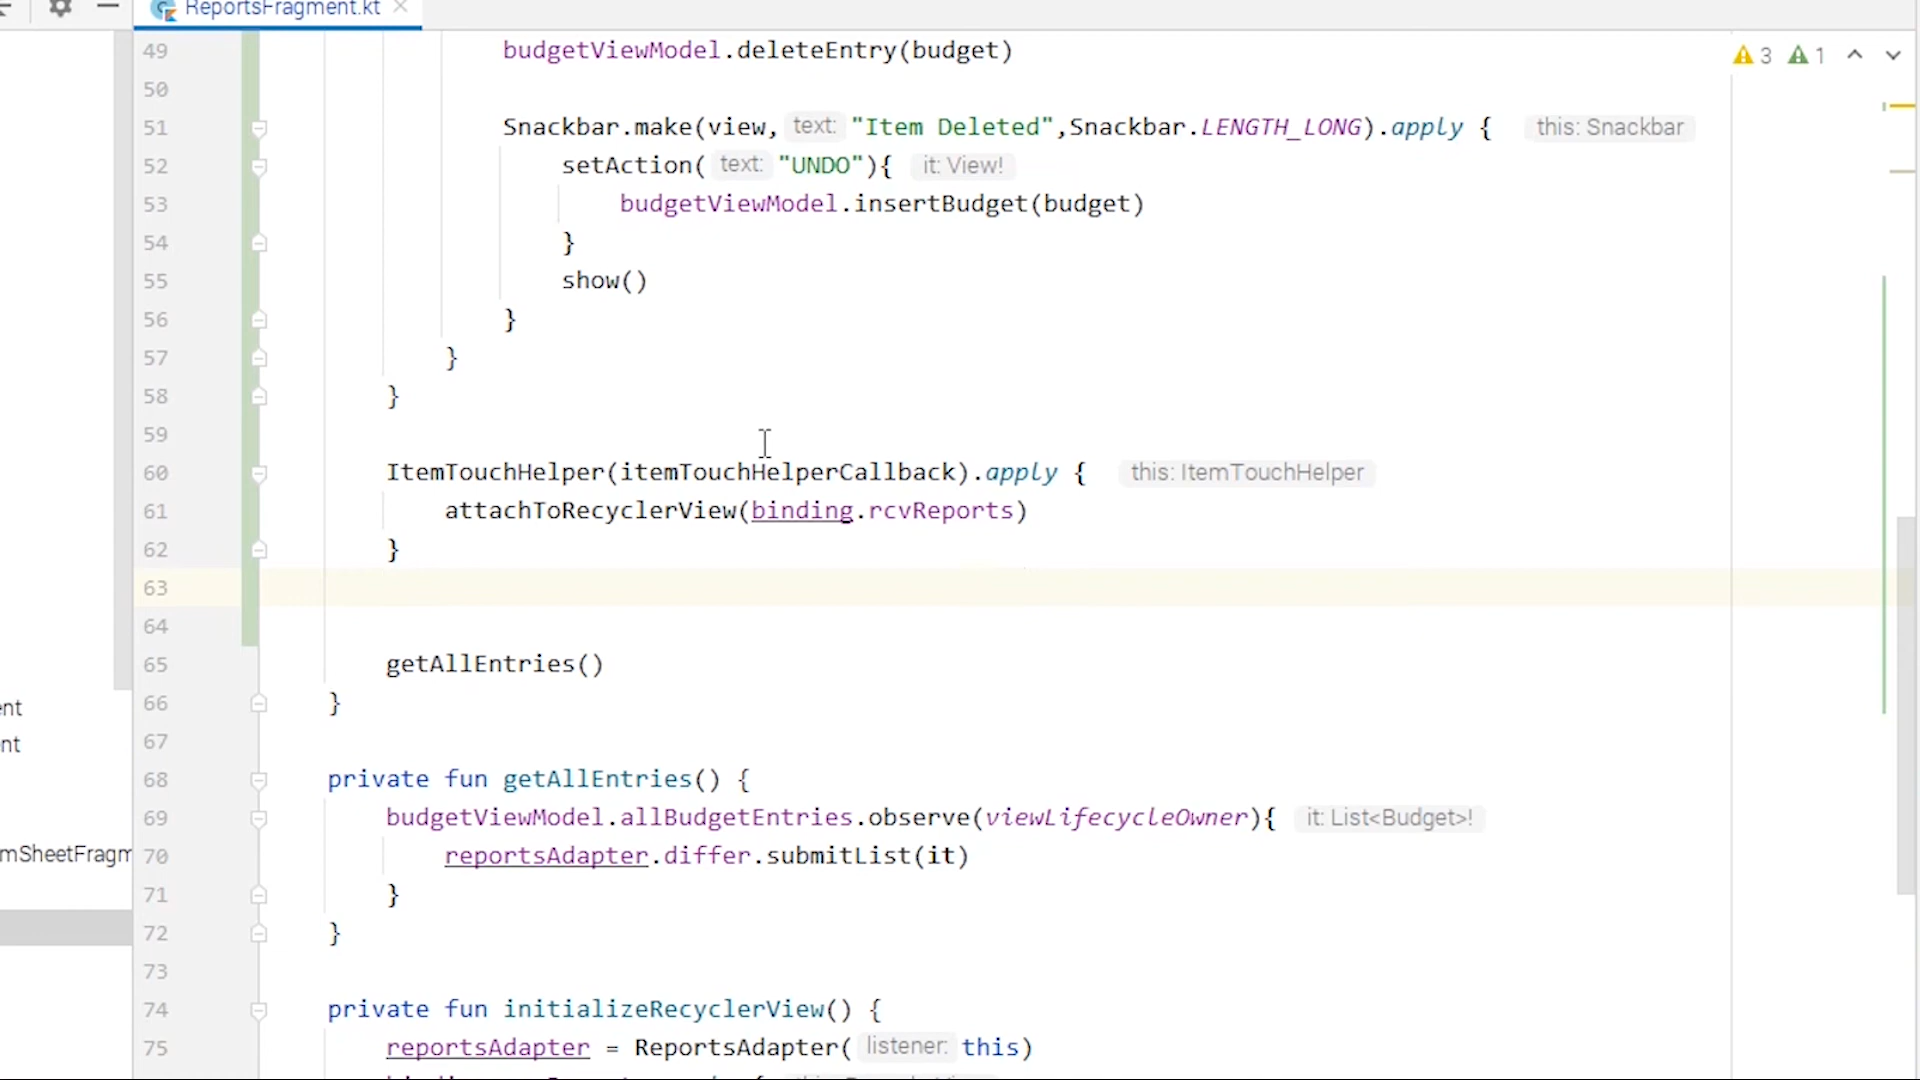 ReportsFragment.kt
49 budgetViewModel.deleteEntry(budget)
3 1
50
51 Snackbar.make(view, text: "Item Deleted",Snackbar.LENGTH_LONG).apply { this: Snackbar
52 setAction( text: "UNDO"){ it: View!
53 budgetViewModel.insertBudget(budget)
54 }
55 show()
56 }
57 }
58 }
59
60 ItemTouchHelper(itemTouchHelperCallback).apply { this: ItemTouchHelper
61 attachToRecyclerView(binding.rcvReports)
62 }
63
64
65 getAllEntries()
66 }
ent
67
nt
68 private fun getAllEntries() {
69 budgetViewModel.allBudgetEntries.observe(viewLifecycleOwner){ it: List<Budget>!
mSheetFragm
70 reportsAdapter.differ.submitList(it)
71 }
72 }
73
74 private fun initializeRecyclerView() {
75 reportsAdapter = ReportsAdapter( listener: this)